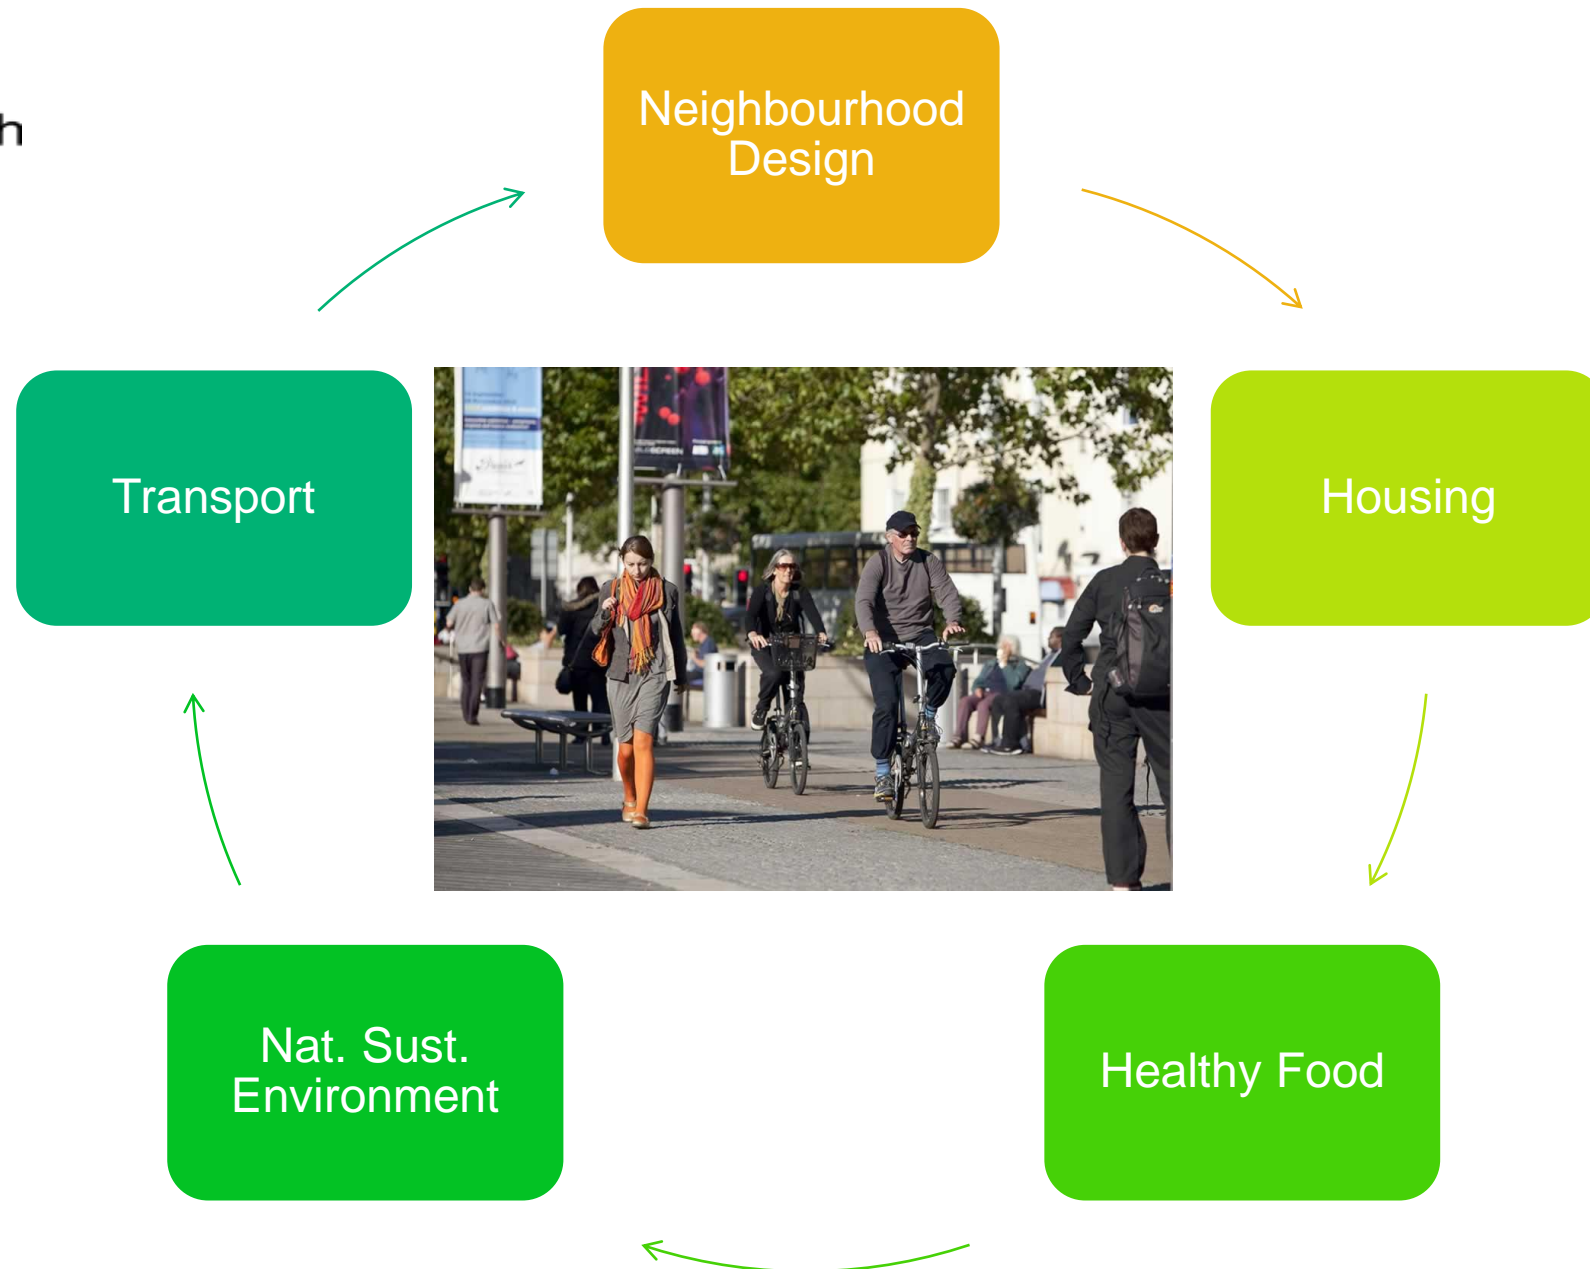 h
Neighbourhood
Design
Transport
Housing
Nat. Sust.
Environment
Healthy Food